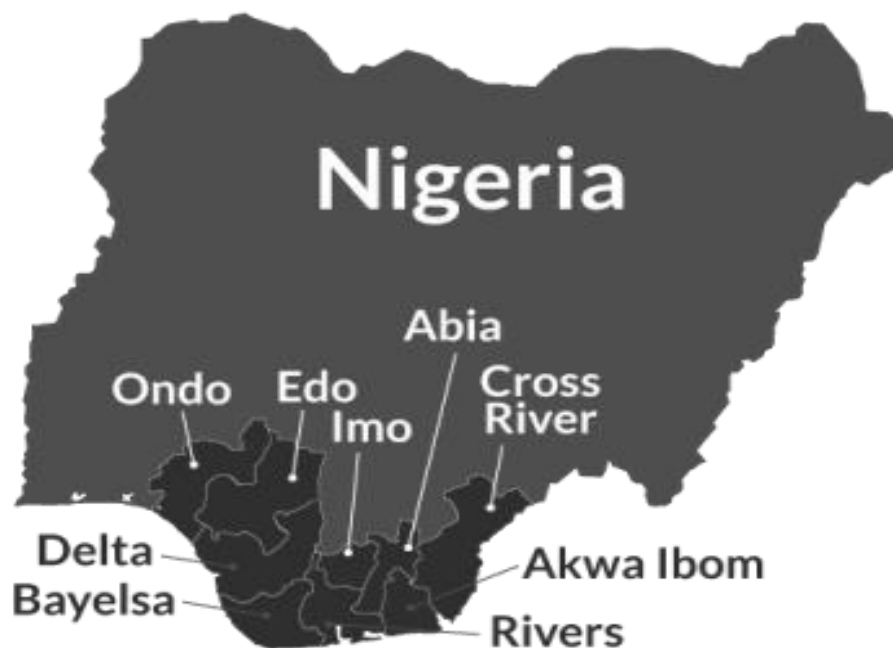 Nigeria
Abia
Ondo
Edo
Imo
Cross
River
Delta
Bayelsa
Akwa Ibom
Rivers